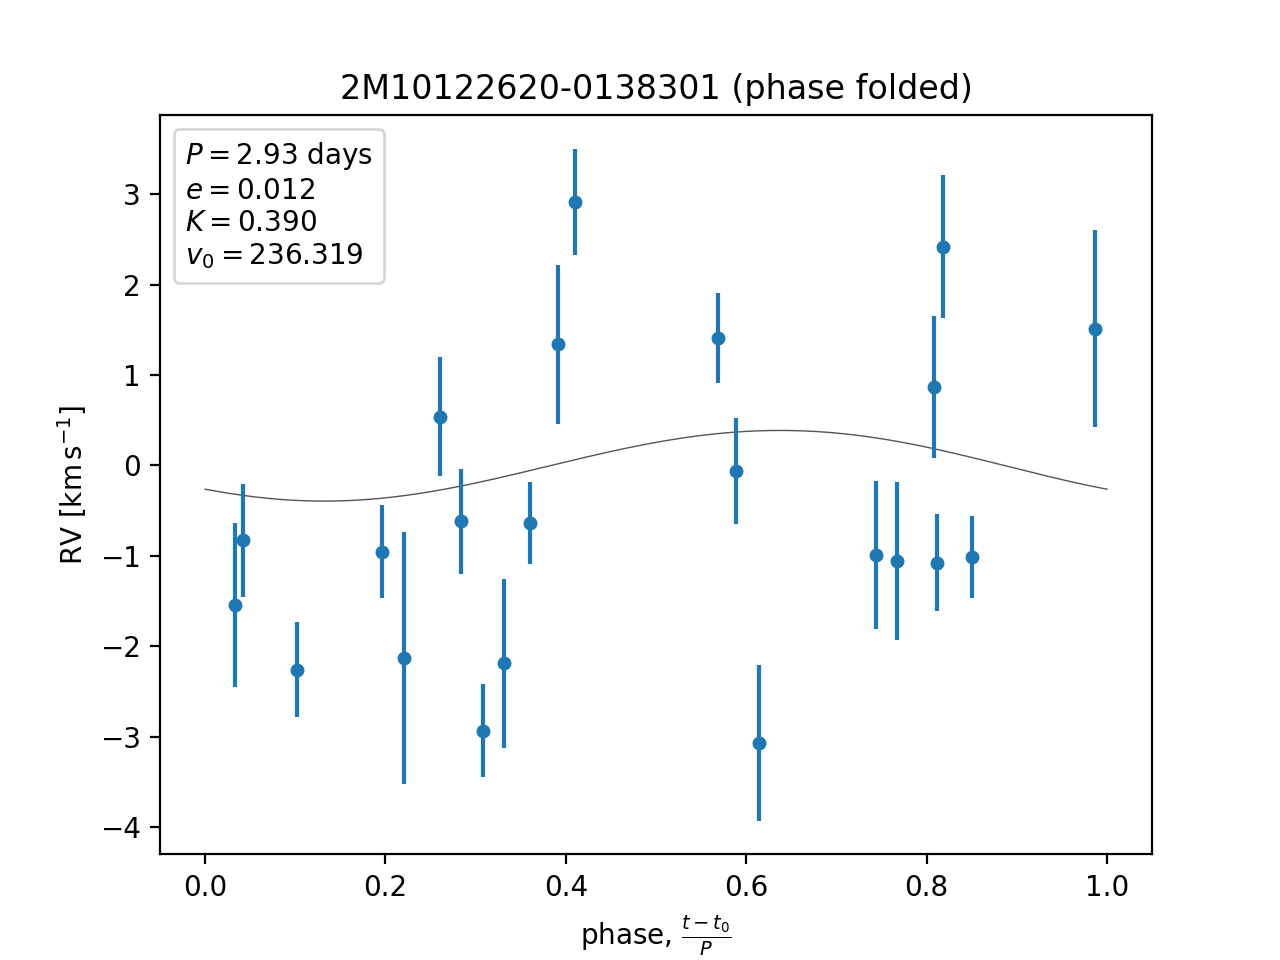 2M10122620-0138301 (phase folded)
P = 2.93 days
e = 0.012
K = 0.390
v₀ = 236.319
3
2
1
0
−1
−2
−3
−4
RV [km s⁻¹]
0.0 0.2 0.4 0.6 0.8 1.0
phase, (t − t₀)/P